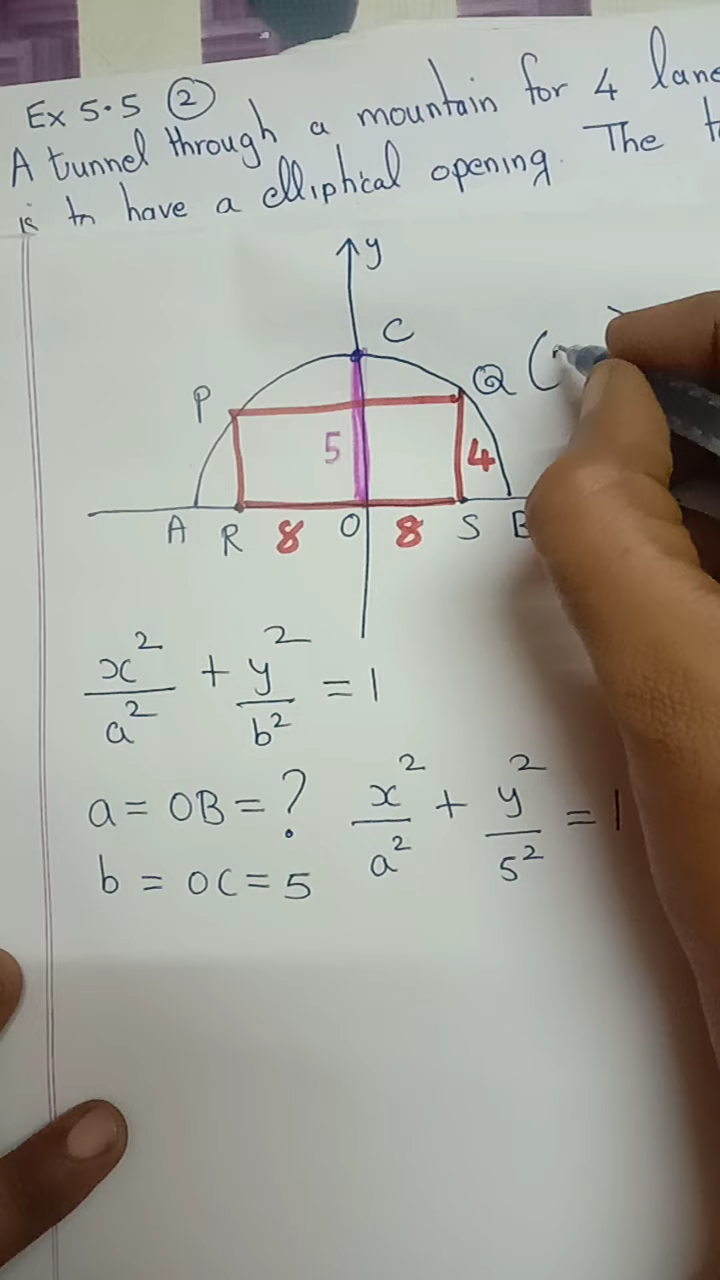 Ex 5.5 ②
A tunnel through a mountain for 4 lane
is to have a elliptical opening. The
y
C
P
Q (
5
4
A R 8 O 8 S B
x² / a² + y² / b² = 1
a = OB = ? x² / a² + y² / 5² = 1
b = OC = 5